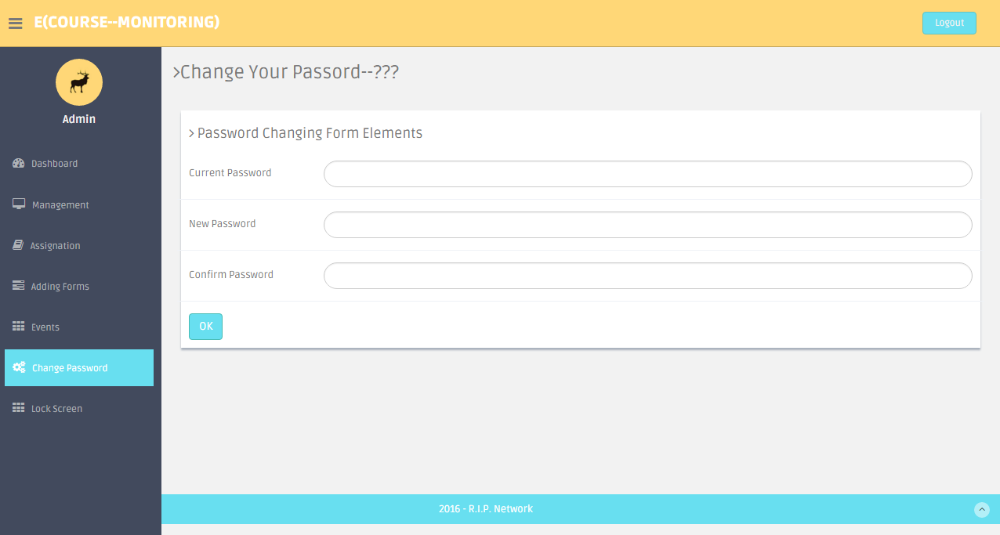 E(COURSE--MONITORING)
Logout
Admin
Dashboard
Management
Assignation
Adding Forms
Events
Change Password
Lock Screen
Change Your Passord--???
Password Changing Form Elements
Current Password
New Password
Confirm Password
OK
2016 - R.I.P. Network